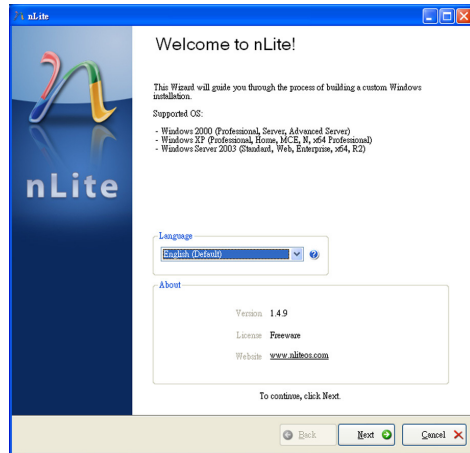 nLite
Welcome to nLite!
This Wizard will guide you through the process of building a custom Windows
installation.
Supported OS:
- Windows 2000 (Professional, Server, Advanced Server)
- Windows XP (Professional, Home, MCE, N, x64 Professional)
- Windows Server 2003 (Standard, Web, Enterprise, x64, R2)
nLite
Language
English (Default)
About
Version 1.4.9
License Freeware
Website www.nliteos.com
To continue, click Next.
Back
Next
Cancel